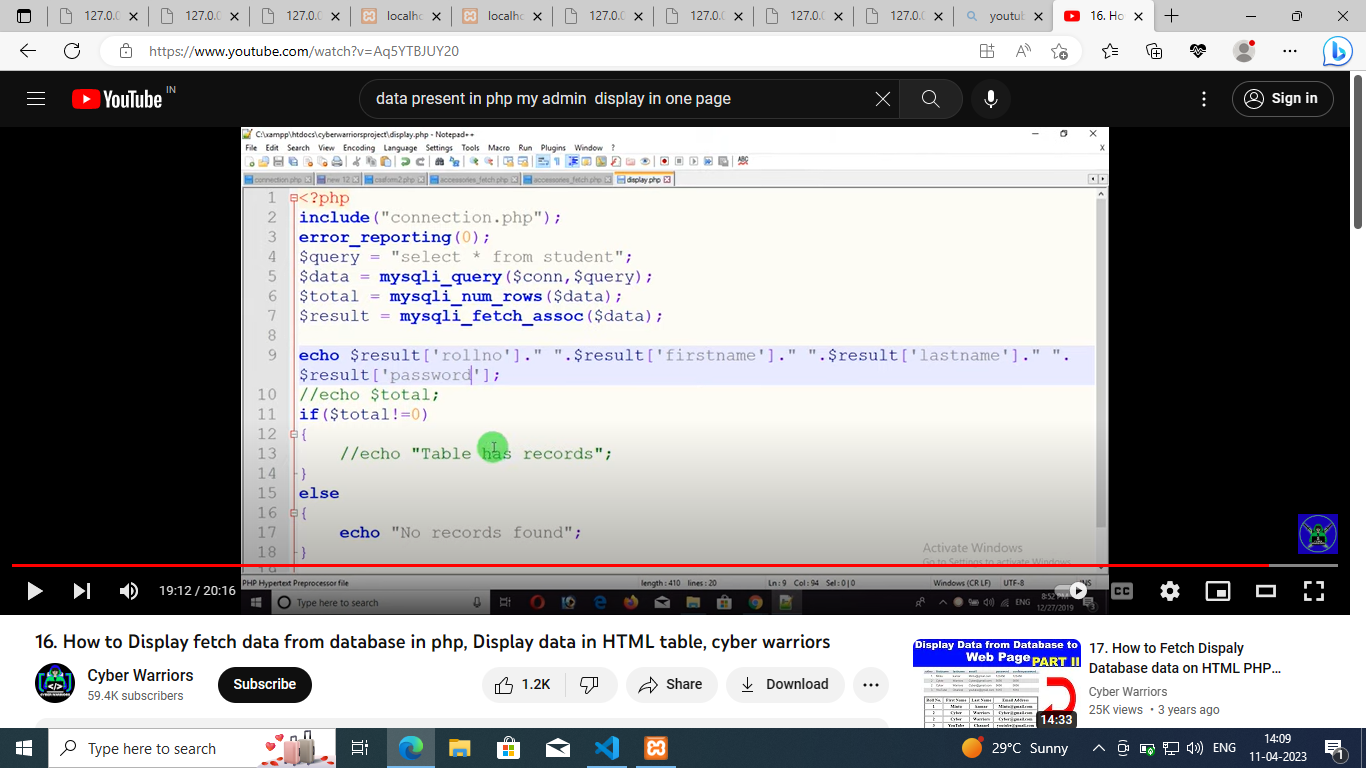 127.0.0 127.0.0 127.0.0 localho localho 127.0.0 127.0.0 127.0.0 127.0.0 youtub 16. Ho
https://www.youtube.com/watch?v=Aq5YTBJUY20
YouTube IN
data present in php my admin  display in one page
Sign in
C:\xampp\htdocs\cyberwarriorsproject\display.php - Notepad++
File Edit Search View Encoding Language Settings Tools Macro Run Plugins Window ? X
connection.php new 12 cssform2.php accessories_fetch.php accessories_fetch.php display.php
1 <?php
2 include("connection.php");
3 error_reporting(0);
4 $query = "select * from student";
5 $data = mysqli_query($conn,$query);
6 $total = mysqli_num_rows($data);
7 $result = mysqli_fetch_assoc($data);
8
9 echo $result['rollno']." ".$result['firstname']." ".$result['lastname']." ".
$result['password'];
10 //echo $total;
11 if($total!=0)
12 {
13 //echo "Table has records";
14 }
15 else
16 {
17 echo "No records found";
18 }
Activate Windows
Go to Settings to activate Windows.
PHP Hypertext Preprocessor file length : 410 lines : 20 Ln : 9 Col : 94 Sel : 0 | 0 Windows (CR LF) UTF-8 INS
Type here to search ENG 8:52 PM
12/27/2019
19:12 / 20:16
CC
16. How to Display fetch data from database in php, Display data in HTML table, cyber warriors
Cyber Warriors
59.4K subscribers
Subscribe
1.2K
Share
Download
Display Data from Database to
Web Page PART II
14:33
17. How to Fetch Dispaly
Database data on HTML PHP...
Cyber Warriors
25K views • 3 years ago
Type here to search
29°C Sunny
ENG
14:09
11-04-2023
1